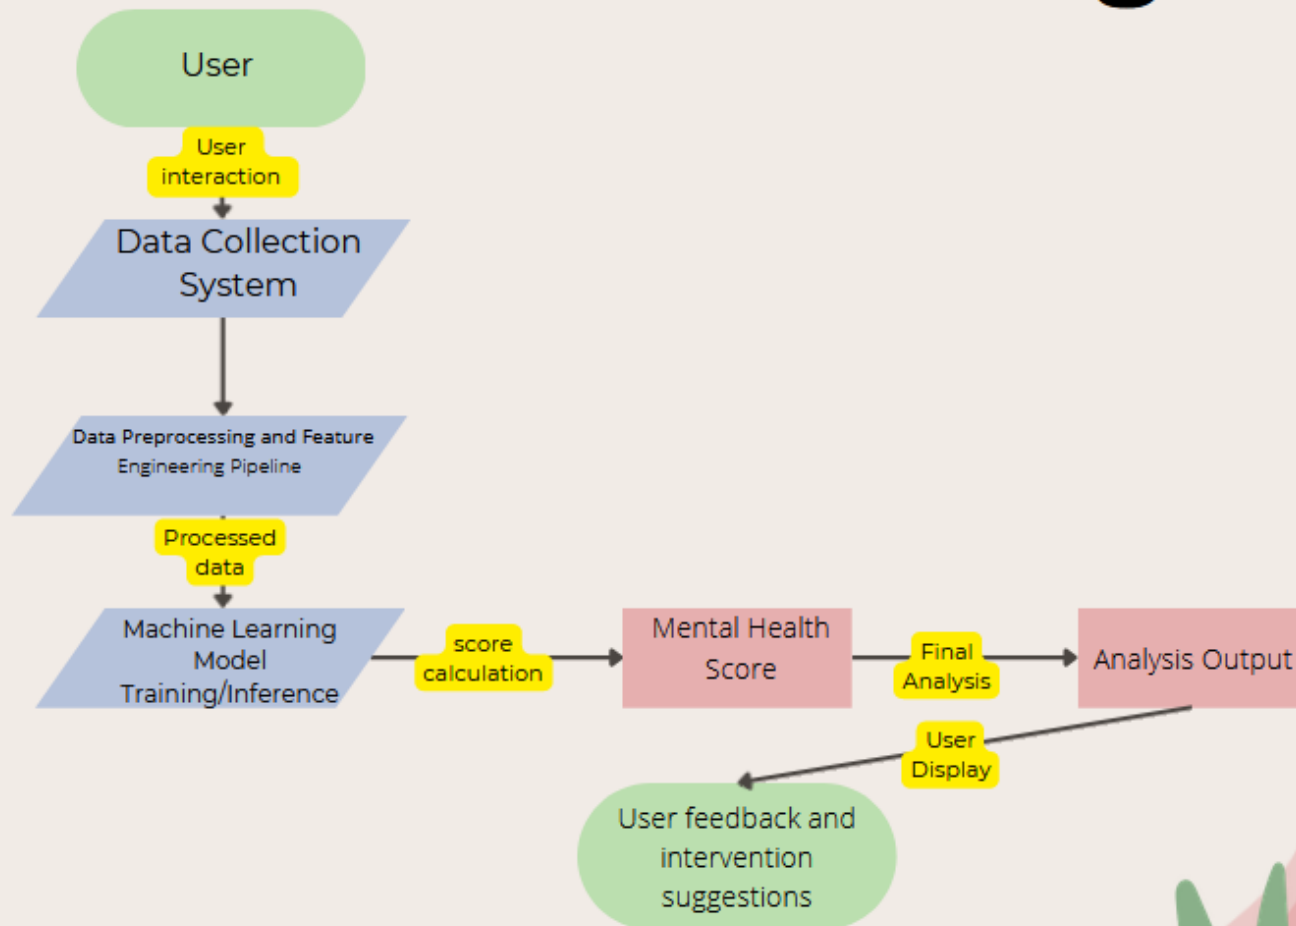 User
User
interaction
Data Collection
System
Data Preprocessing and Feature
Engineering Pipeline
Processed
data
Machine Learning
Model
Training/Inference
score
calculation
Mental Health
Score
Final
Analysis
Analysis Output
User
Display
User feedback and
intervention
suggestions